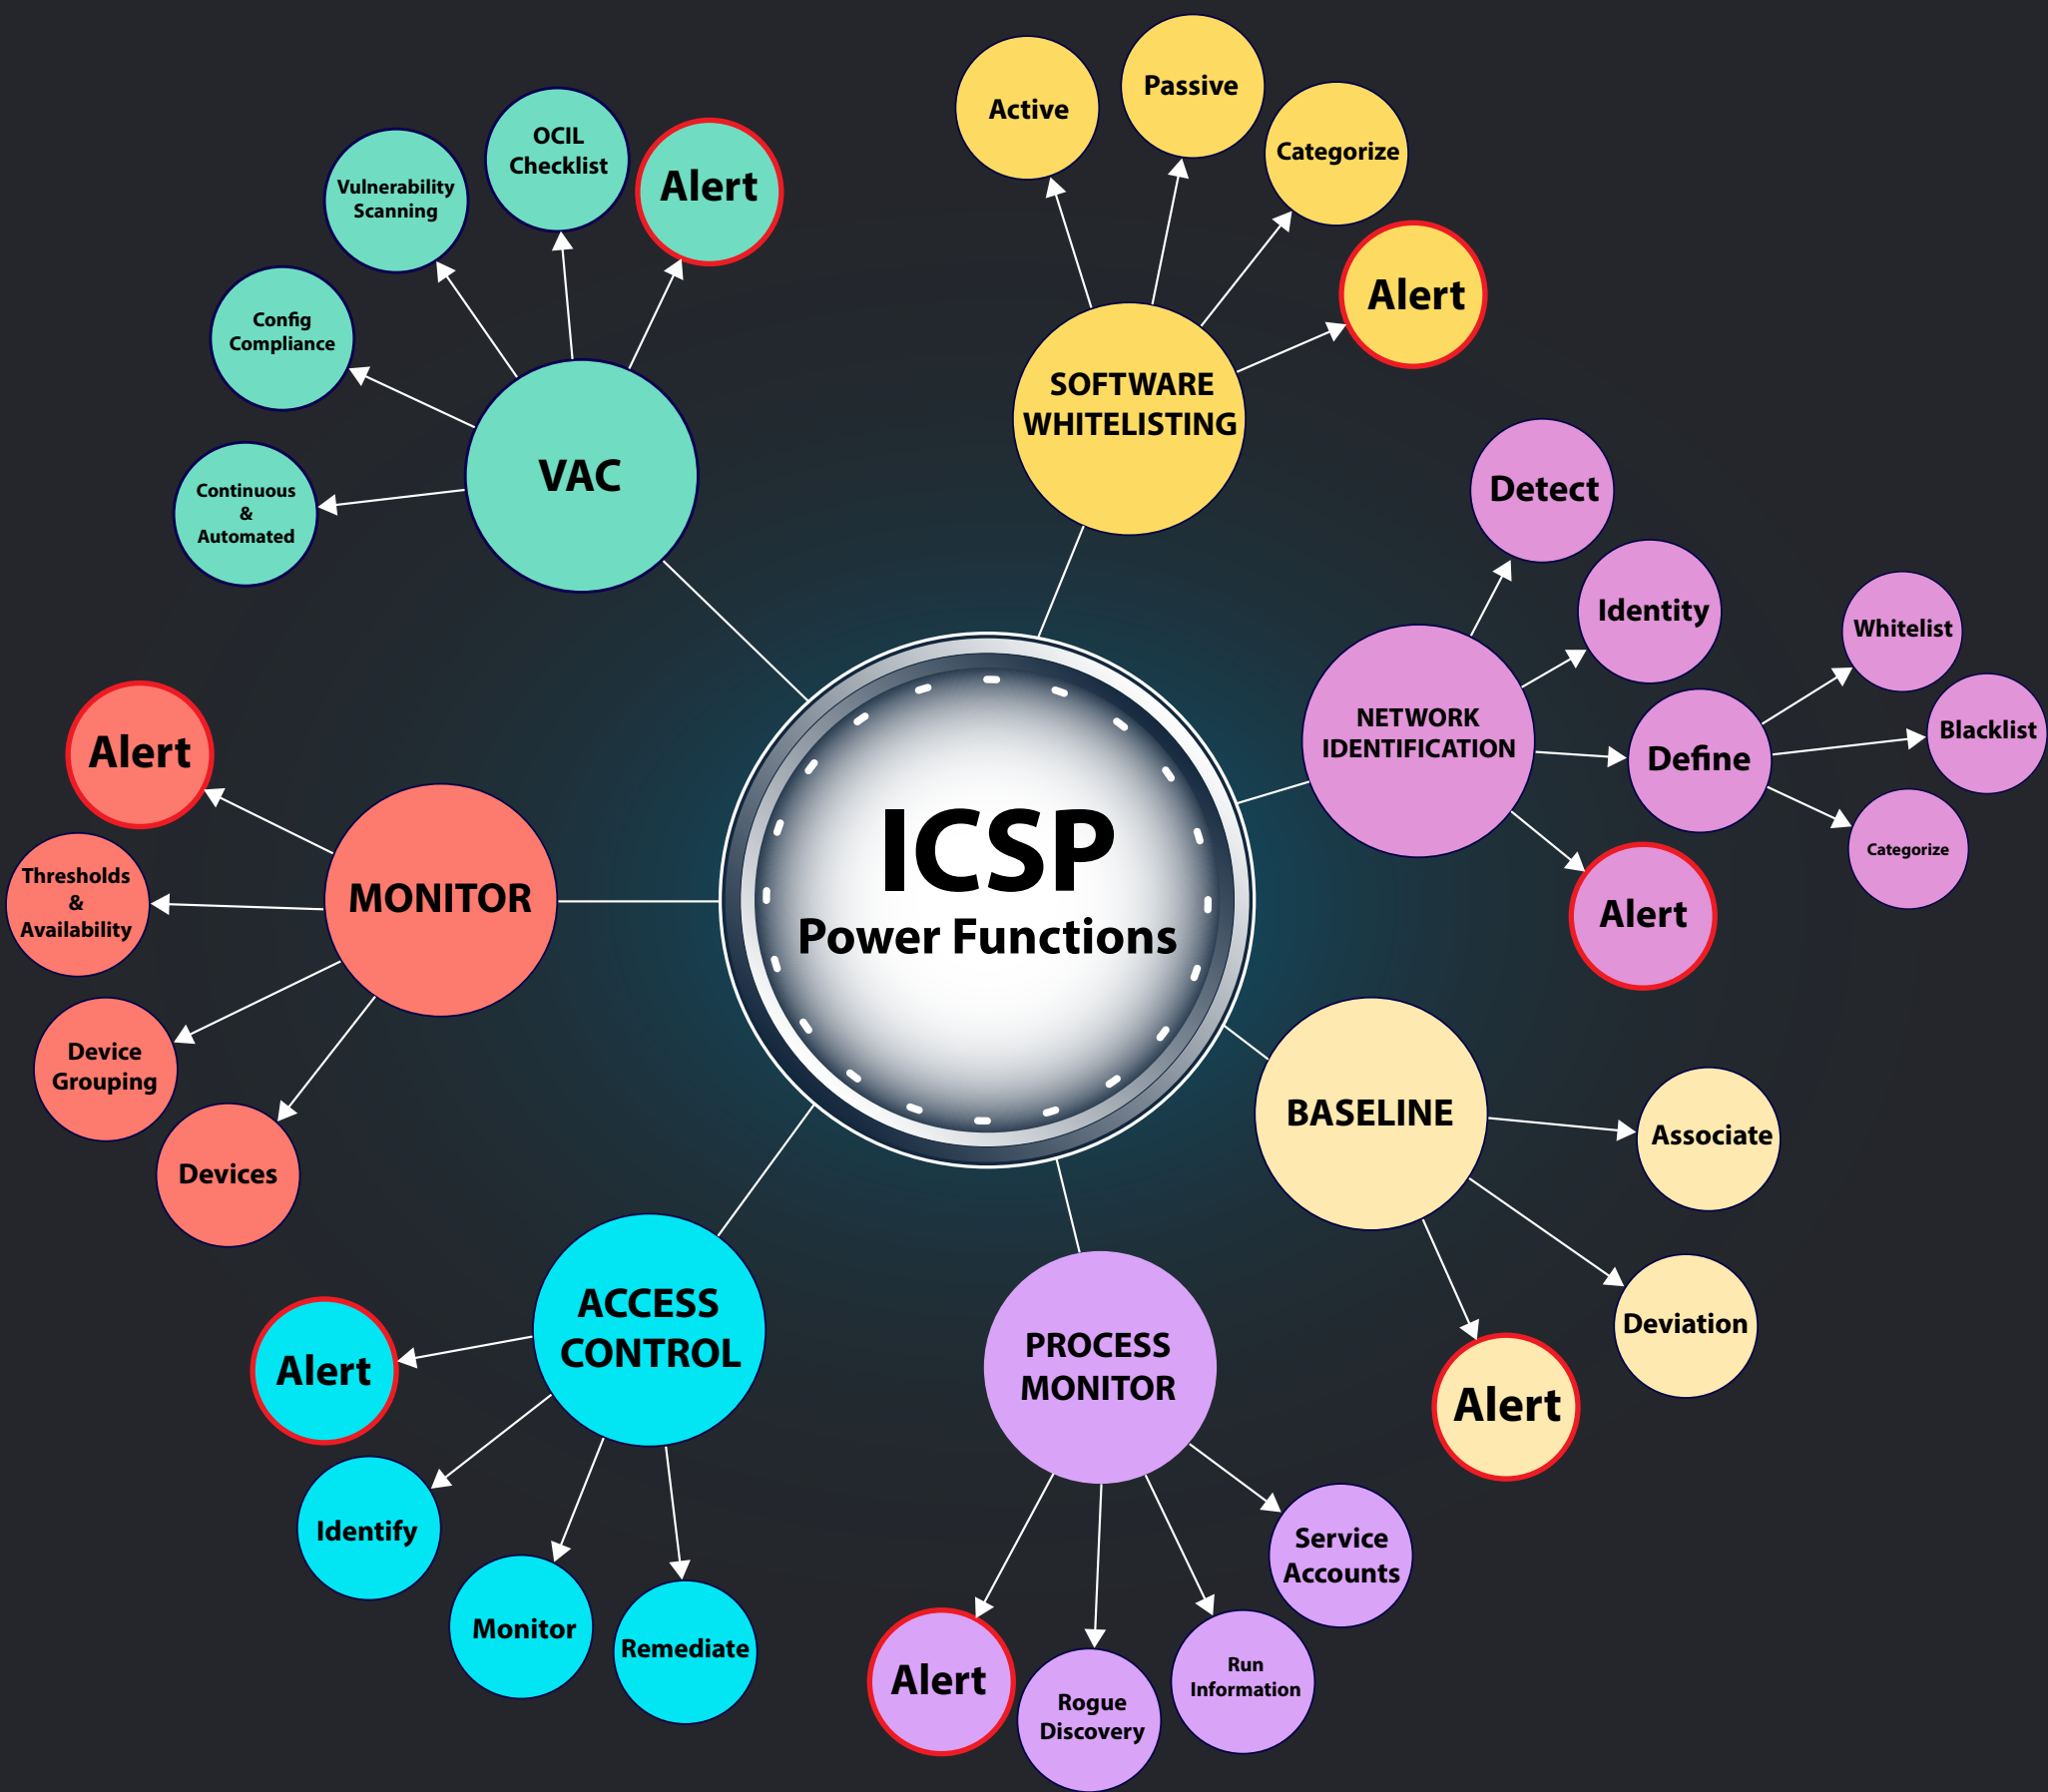 ICSP
Power Functions
VAC
Continuous
&
Automated
Config
Compliance
Vulnerability
Scanning
OCIL
Checklist
Alert
SOFTWARE
WHITELISTING
Active
Passive
Categorize
Alert
NETWORK
IDENTIFICATION
Detect
Identity
Define
Whitelist
Blacklist
Categorize
Alert
BASELINE
Associate
Deviation
Alert
PROCESS
MONITOR
Service
Accounts
Run
Information
Rogue
Discovery
Alert
ACCESS
CONTROL
Remediate
Monitor
Identify
Alert
MONITOR
Devices
Device
Grouping
Thresholds
&
Availability
Alert